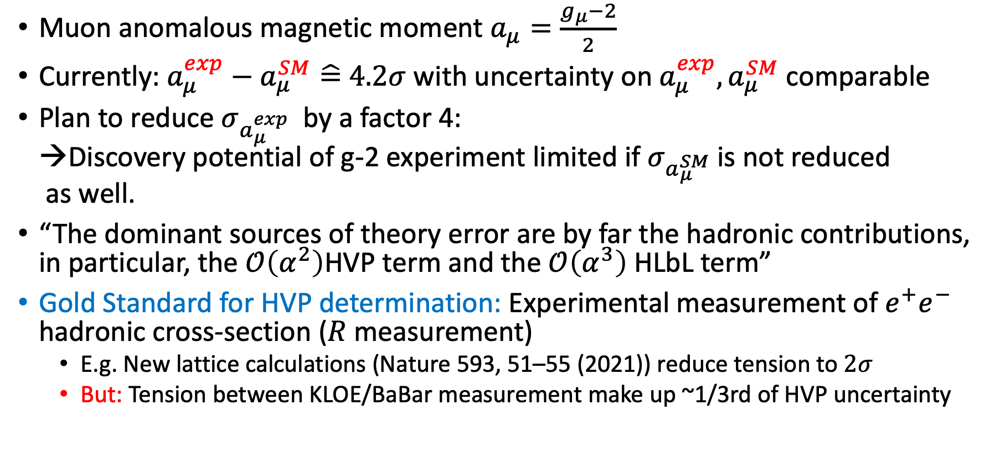 • Muon anomalous magnetic moment $a_\mu = \frac{g_\mu-2}{2}$
• Currently: $a_\mu^{exp} - a_\mu^{SM} \widehat{=} 4.2\sigma$ with uncertainty on $a_\mu^{exp}, a_\mu^{SM}$ comparable
• Plan to reduce $\sigma_{a_\mu^{exp}}$ by a factor 4:
→Discovery potential of g-2 experiment limited if $\sigma_{a_\mu^{SM}}$ is not reduced
as well.
• “The dominant sources of theory error are by far the hadronic contributions,
in particular, the $\mathcal{O}(\alpha^2)$HVP term and the $\mathcal{O}(\alpha^3)$ HLbL term”
• Gold Standard for HVP determination: Experimental measurement of $e^+e^-$
hadronic cross-section ($R$ measurement)
• E.g. New lattice calculations (Nature 593, 51–55 (2021)) reduce tension to $2\sigma$
• But: Tension between KLOE/BaBar measurement make up ~1/3rd of HVP uncertainty